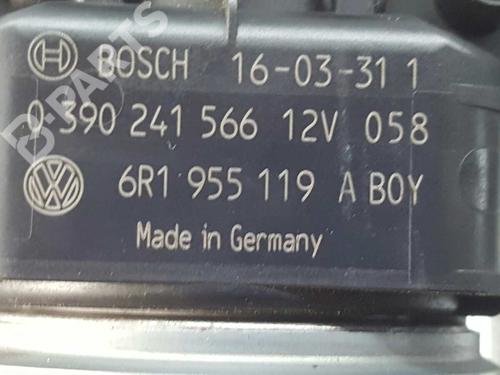 BOSCH 16-03-31 1
0 390 241 566 12V 058
6R1 955 119 A BOY
Made in Germany
B-PARTS